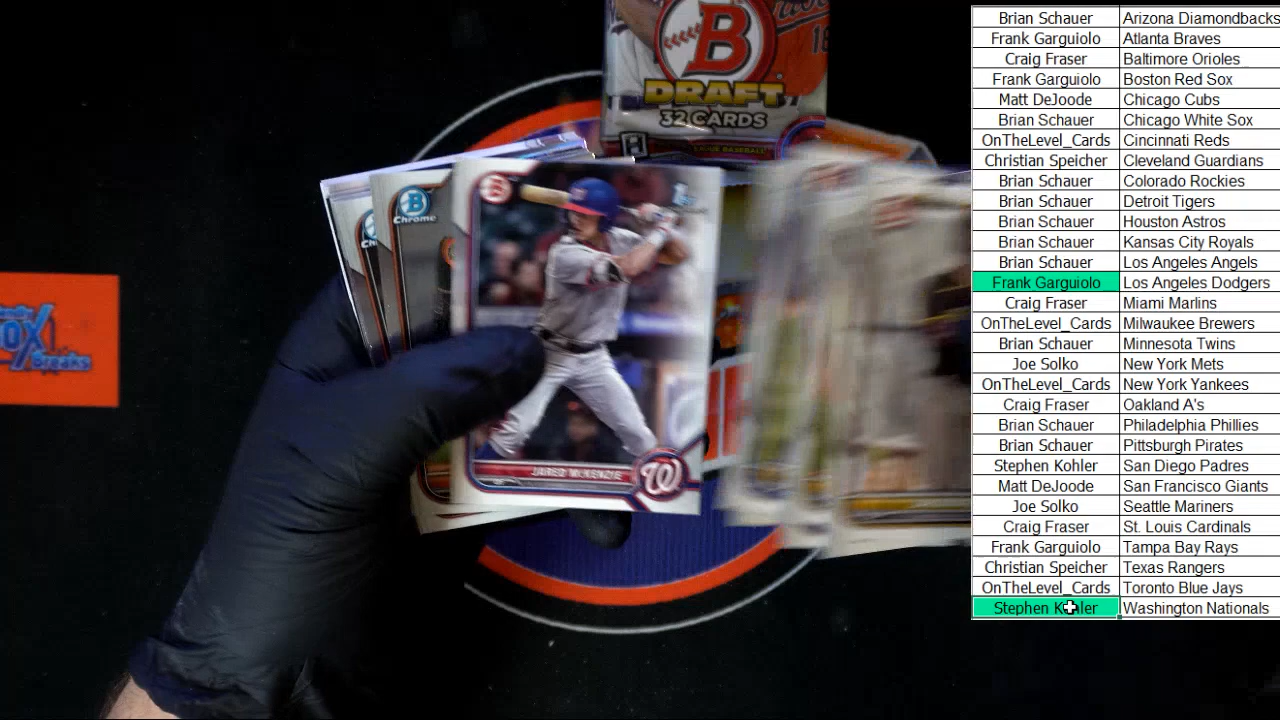 B
DRAFT
32 CARDS
Chrome
JARED McKENZIE
W
OX
Breaks
Brian Schauer Arizona Diamondbacks
Frank Garguiolo Atlanta Braves
Craig Fraser Baltimore Orioles
Frank Garguiolo Boston Red Sox
Matt DeJoode Chicago Cubs
Brian Schauer Chicago White Sox
OnTheLevel_Cards Cincinnati Reds
Christian Speicher Cleveland Guardians
Brian Schauer Colorado Rockies
Brian Schauer Detroit Tigers
Brian Schauer Houston Astros
Brian Schauer Kansas City Royals
Brian Schauer Los Angeles Angels
Frank Garguiolo Los Angeles Dodgers
Craig Fraser Miami Marlins
OnTheLevel_Cards Milwaukee Brewers
Brian Schauer Minnesota Twins
Joe Solko New York Mets
OnTheLevel_Cards New York Yankees
Craig Fraser Oakland A's
Brian Schauer Philadelphia Phillies
Brian Schauer Pittsburgh Pirates
Stephen Kohler San Diego Padres
Matt DeJoode San Francisco Giants
Joe Solko Seattle Mariners
Craig Fraser St. Louis Cardinals
Frank Garguiolo Tampa Bay Rays
Christian Speicher Texas Rangers
OnTheLevel_Cards Toronto Blue Jays
Stephen Kohler Washington Nationals